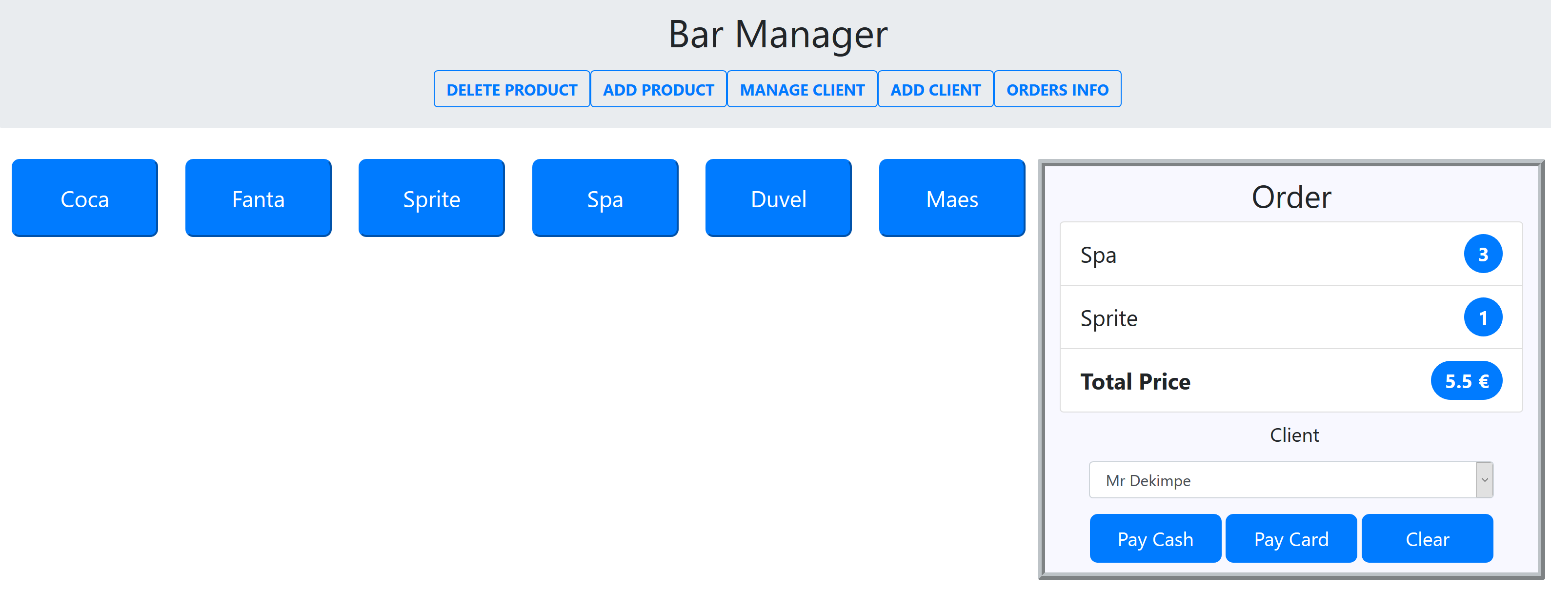 Bar Manager
DELETE PRODUCT ADD PRODUCT MANAGE CLIENT ADD CLIENT ORDERS INFO
Coca Fanta Sprite Spa Duvel Maes
Order
Spa 3
Sprite 1
Total Price 5.5 €
Client
Mr Dekimpe
Pay Cash Pay Card Clear